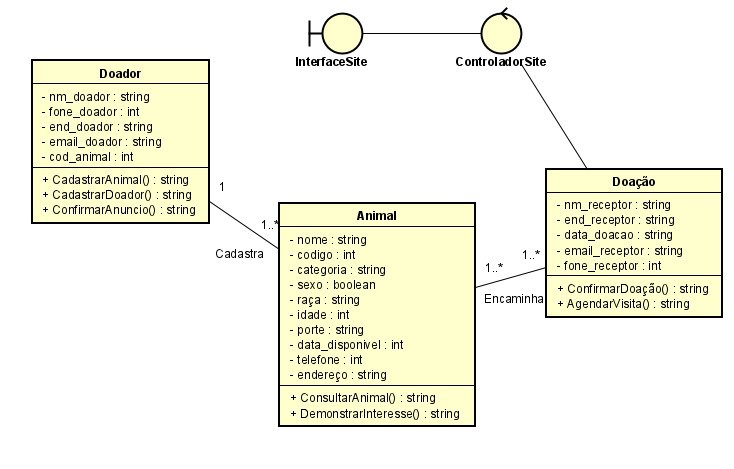 InterfaceSite
ControladorSite
Doador
- nm_doador : string
- fone_doador : int
- end_doador : string
- email_doador : string
- cod_animal : int
+ CadastrarAnimal() : string
+ CadastrarDoador() : string
+ ConfirmarAnuncio() : string
1
1..*
Cadastra
Animal
- nome : string
- codigo : int
- categoria : string
- sexo : boolean
- raça : string
- idade : int
- porte : string
- data_disponivel : int
- telefone : int
- endereço : string
+ ConsultarAnimal() : string
+ DemonstrarInteresse() : string
1..*
1..*
Encaminha
Doação
- nm_receptor : string
- end_receptor : string
- data_doacao : string
- email_receptor : string
- fone_receptor : int
+ ConfirmarDoação() : string
+ AgendarVisita() : string